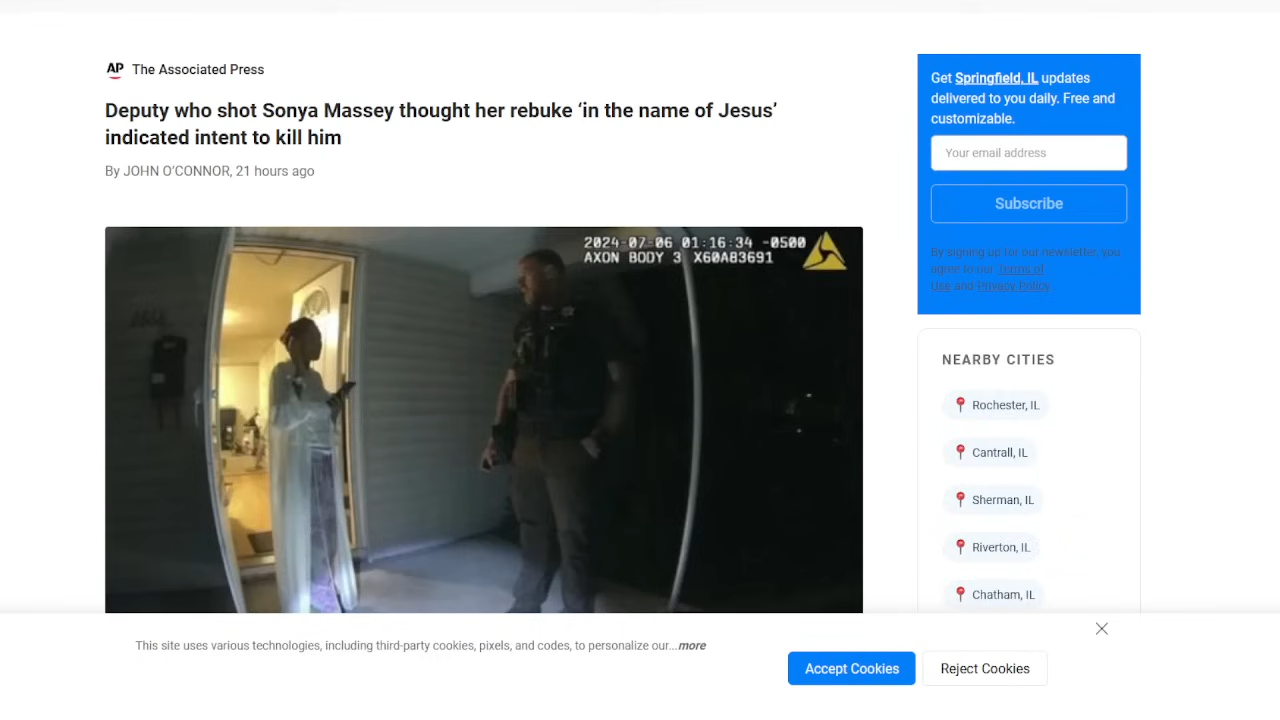 AP The Associated Press
Deputy who shot Sonya Massey thought her rebuke ‘in the name of Jesus’
indicated intent to kill him
By JOHN O’CONNOR, 21 hours ago
2024-07-06 01:16:34 -0500
AXON BODY 3 X60A83691
Get Springfield, IL updates
delivered to you daily. Free and
customizable.
Your email address
Subscribe
By signing up for our newsletter, you
agree to our Terms of
Use and Privacy Policy
NEARBY CITIES
Rochester, IL
Cantrall, IL
Sherman, IL
Riverton, IL
Chatham, IL
This site uses various technologies, including third-party cookies, pixels, and codes, to personalize our...more
Accept Cookies
Reject Cookies